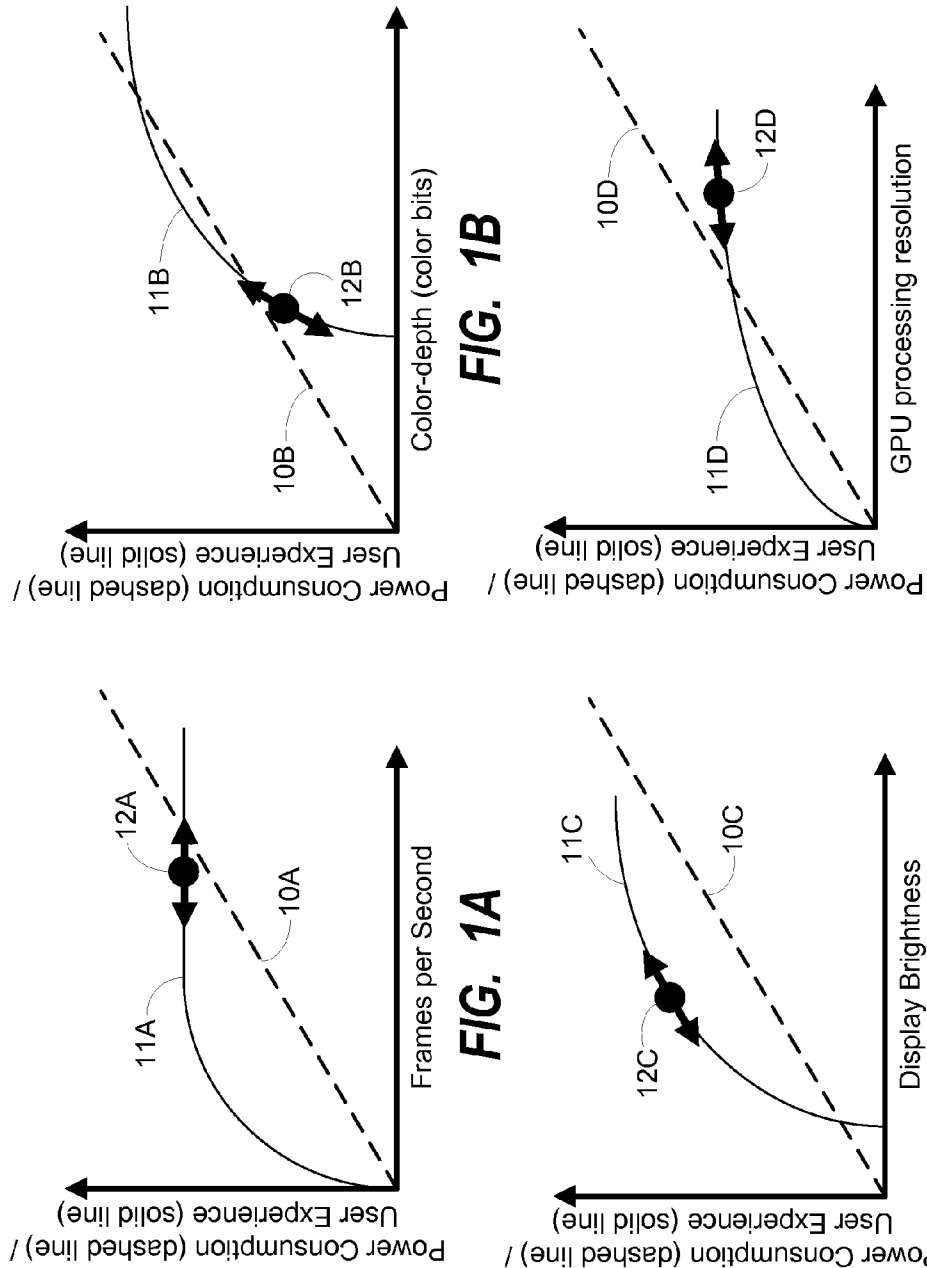 Power Consumption (dashed line) /
User Experience (solid line)
11A
12A
10A
Frames per Second
FIG. 1A
Power Consumption (dashed line) /
User Experience (solid line)
11B
10B
12B
Color-depth (color bits)
FIG. 1B
Consumption (dashed line) /
User Experience (solid line)
11C
12C
10C
Display Brightness
Power Consumption (dashed line) /
User Experience (solid line)
10D
11D
12D
GPU processing resolution